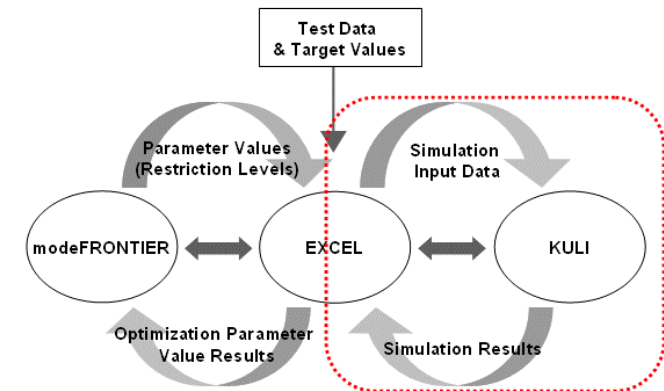 Test Data
& Target Values
Parameter Values
(Restriction Levels)
Simulation
Input Data
modeFRONTIER
EXCEL
KULI
Optimization Parameter
Value Results
Simulation Results